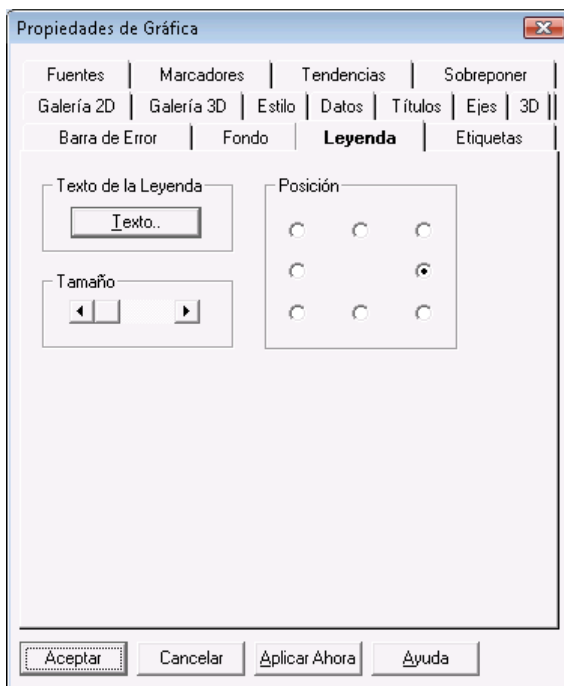 Propiedades de Gráfica
Fuentes Marcadores Tendencias Sobreponer
Galería 2D Galería 3D Estilo Datos Títulos Ejes 3D
Barra de Error Fondo Leyenda Etiquetas
Texto de la Leyenda Posición
Texto..
Tamaño
Aceptar Cancelar Aplicar Ahora Ayuda